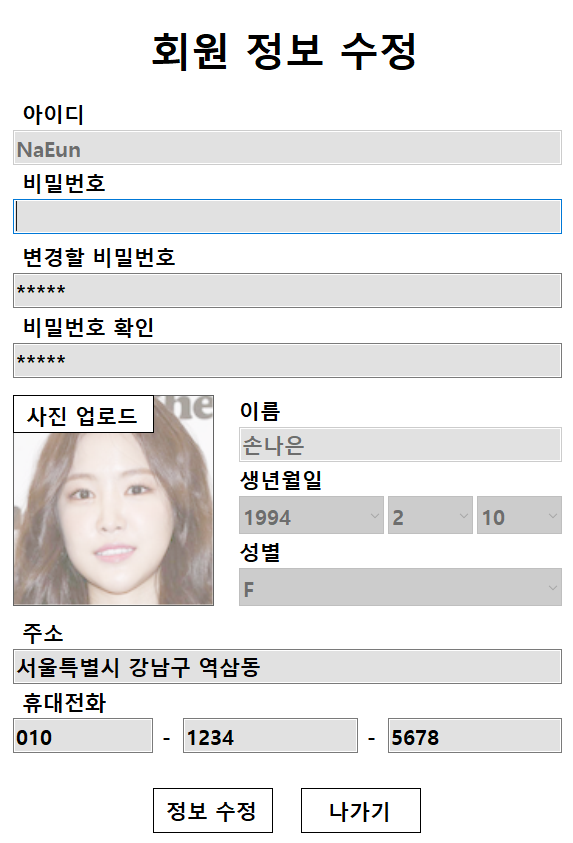 회원 정보 수정
아이디
NaEun
비밀번호
변경할 비밀번호
*****
비밀번호 확인
*****
사진 업로드
이름
손나은
생년월일
1994 2 10
성별
F
주소
서울특별시 강남구 역삼동
휴대전화
010 - 1234 - 5678
정보 수정 나가기